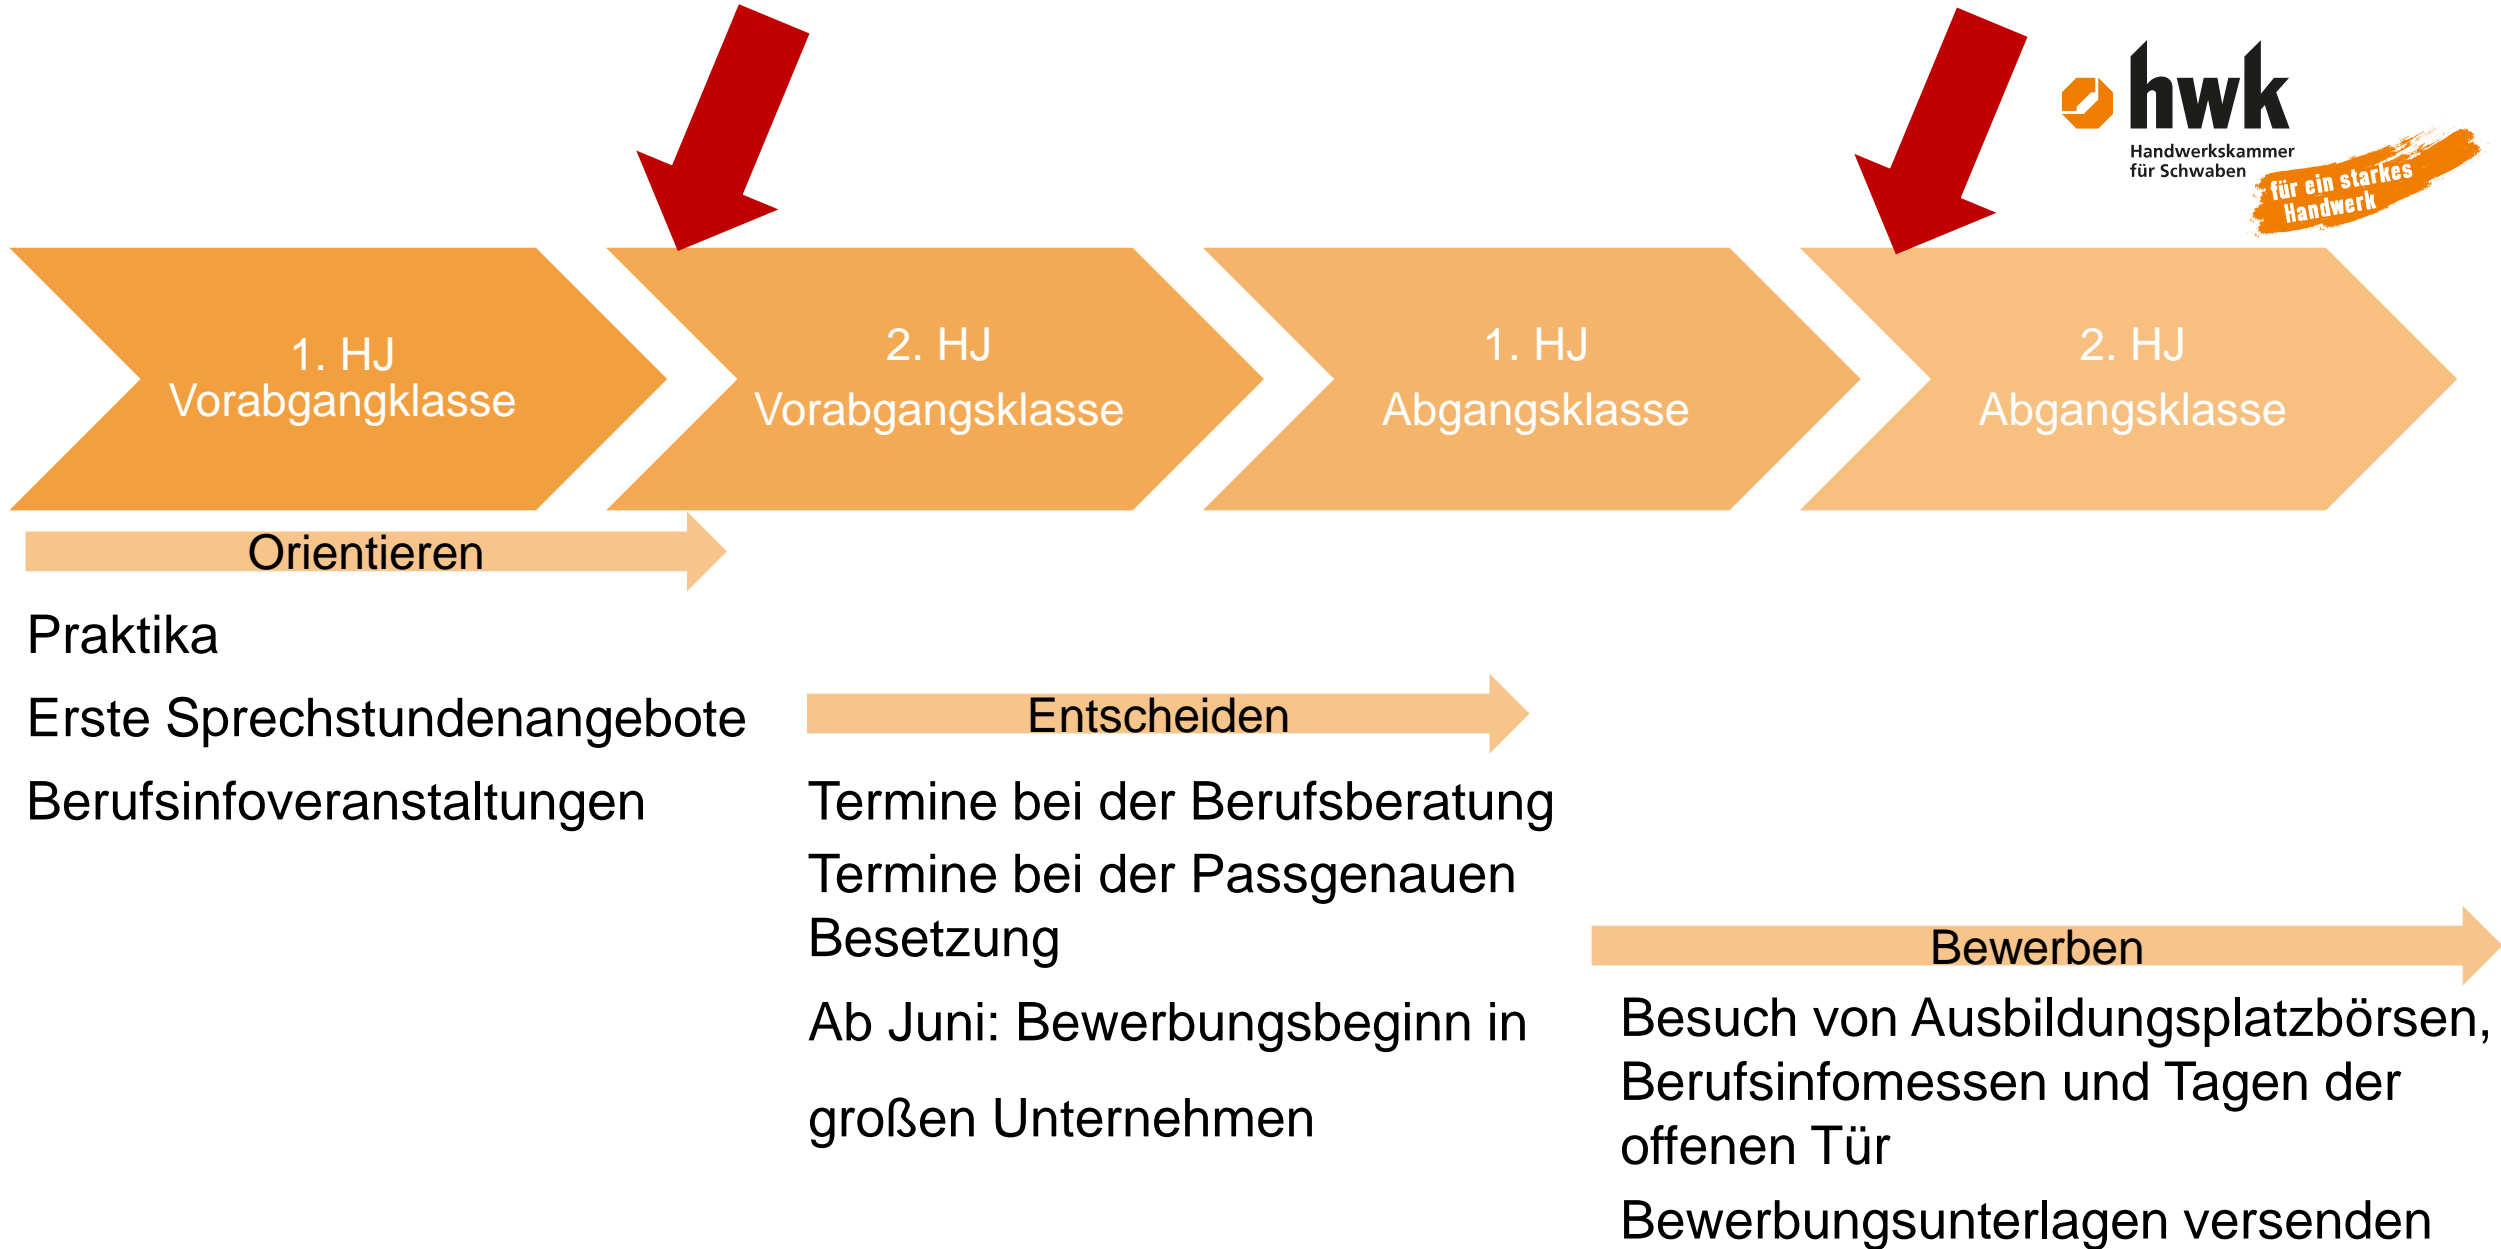 hwk
Handwerkskammer
für Schwaben
für ein starkes
Handwerk
1. HJ
Vorabgangklasse
2. HJ
Vorabgangsklasse
1. HJ
Abgangsklasse
2. HJ
Abgangsklasse
Orientieren
Praktika
Erste Sprechstundenangebote
Berufsinfoveranstaltungen
Entscheiden
Termine bei der Berufsberatung
Termine bei der Passgenauen
Besetzung
Ab Juni: Bewerbungsbeginn in
großen Unternehmen
Bewerben
Besuch von Ausbildungsplatzbörsen,
Berufsinfomessen und Tagen der
offenen Tür
Bewerbungsunterlagen versenden